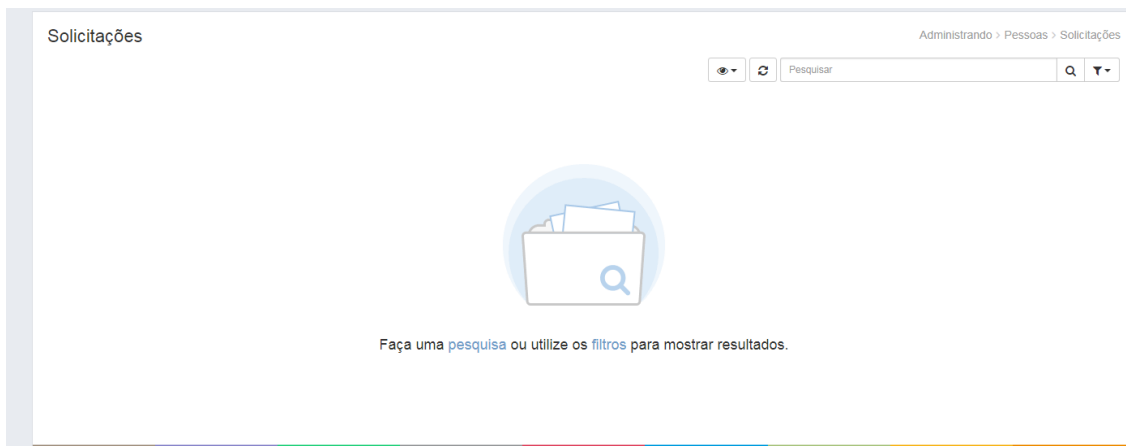 Solicitações
Administrando > Pessoas > Solicitações
Pesquisar
Faça uma pesquisa ou utilize os filtros para mostrar resultados.